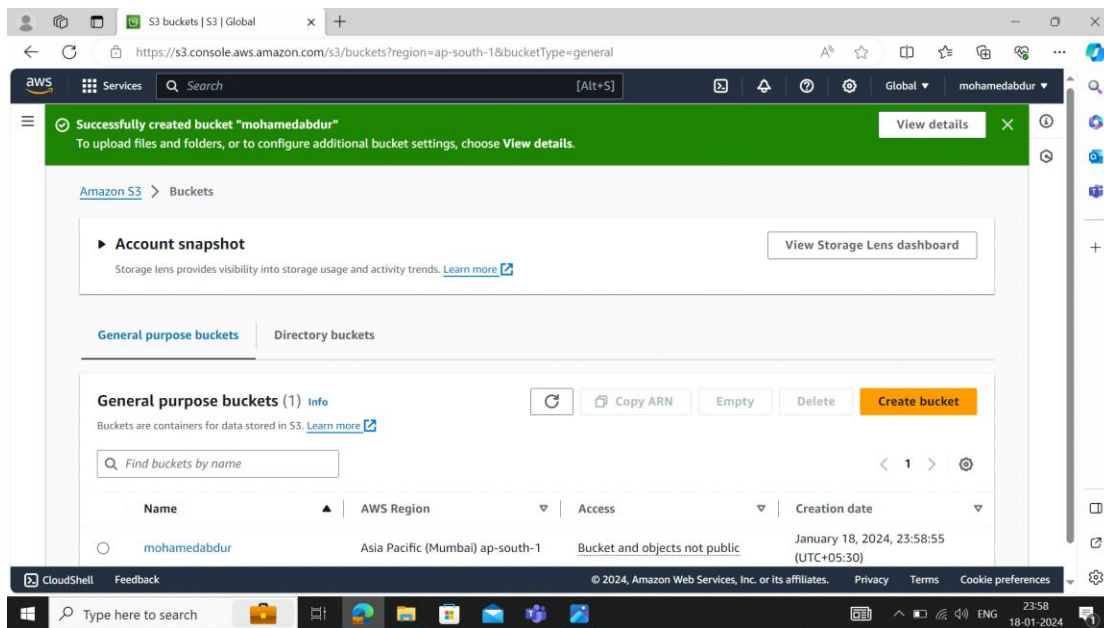 S3 buckets | S3 | Global
https://s3.console.aws.amazon.com/s3/buckets?region=ap-south-1&bucketType=general
aws Services Search [Alt+S] Global mohamedabdur
Successfully created bucket "mohamedabdur"
To upload files and folders, or to configure additional bucket settings, choose View details.
View details
Amazon S3 > Buckets
Account snapshot
View Storage Lens dashboard
Storage lens provides visibility into storage usage and activity trends. Learn more
General purpose buckets Directory buckets
General purpose buckets (1) Info
Copy ARN Empty Delete Create bucket
Buckets are containers for data stored in S3. Learn more
Find buckets by name
< 1 >
Name AWS Region Access Creation date
mohamedabdur Asia Pacific (Mumbai) ap-south-1 Bucket and objects not public January 18, 2024, 23:58:55
(UTC+05:30)
CloudShell Feedback © 2024, Amazon Web Services, Inc. or its affiliates. Privacy Terms Cookie preferences
Type here to search ENG 23:58
18-01-2024